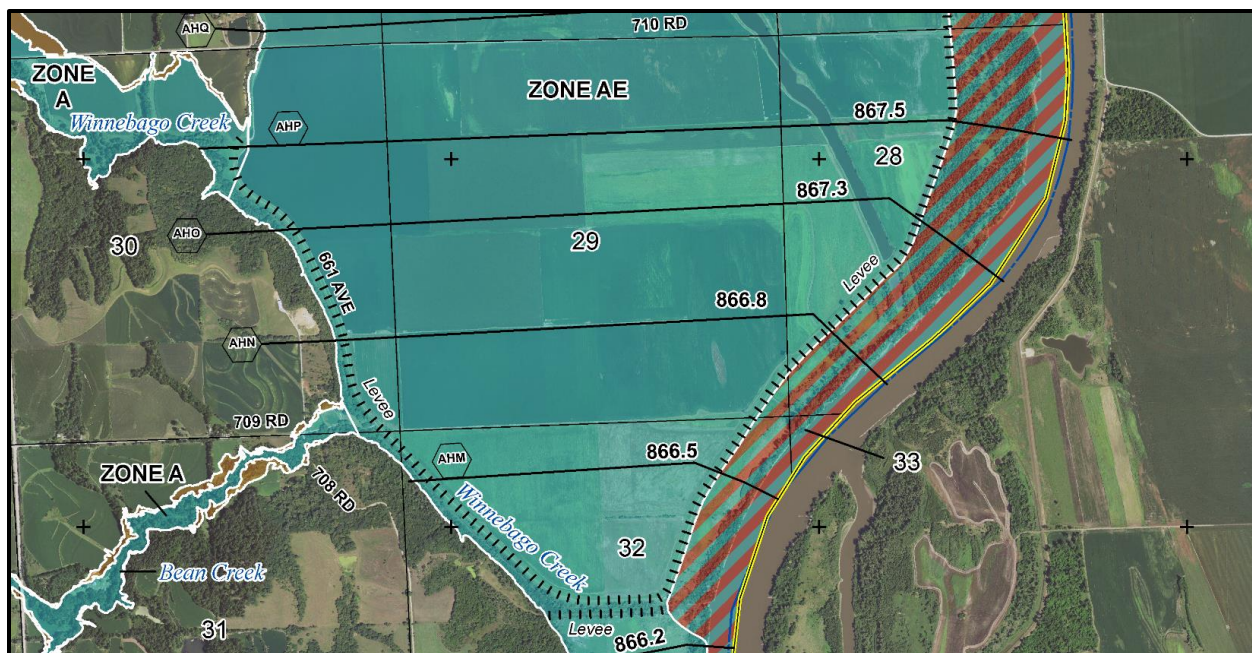 AHQ
710 RD
ZONE
A
ZONE AE
867.5
Winnebago Creek
AHP
28
867.3
AHO
30
29
661 AVE
Levee
866.8
AHN
Levee
709 RD
AHM
866.5
33
ZONE A
708 RD
Winnebago Creek
32
Bean Creek
31
Levee
866.2